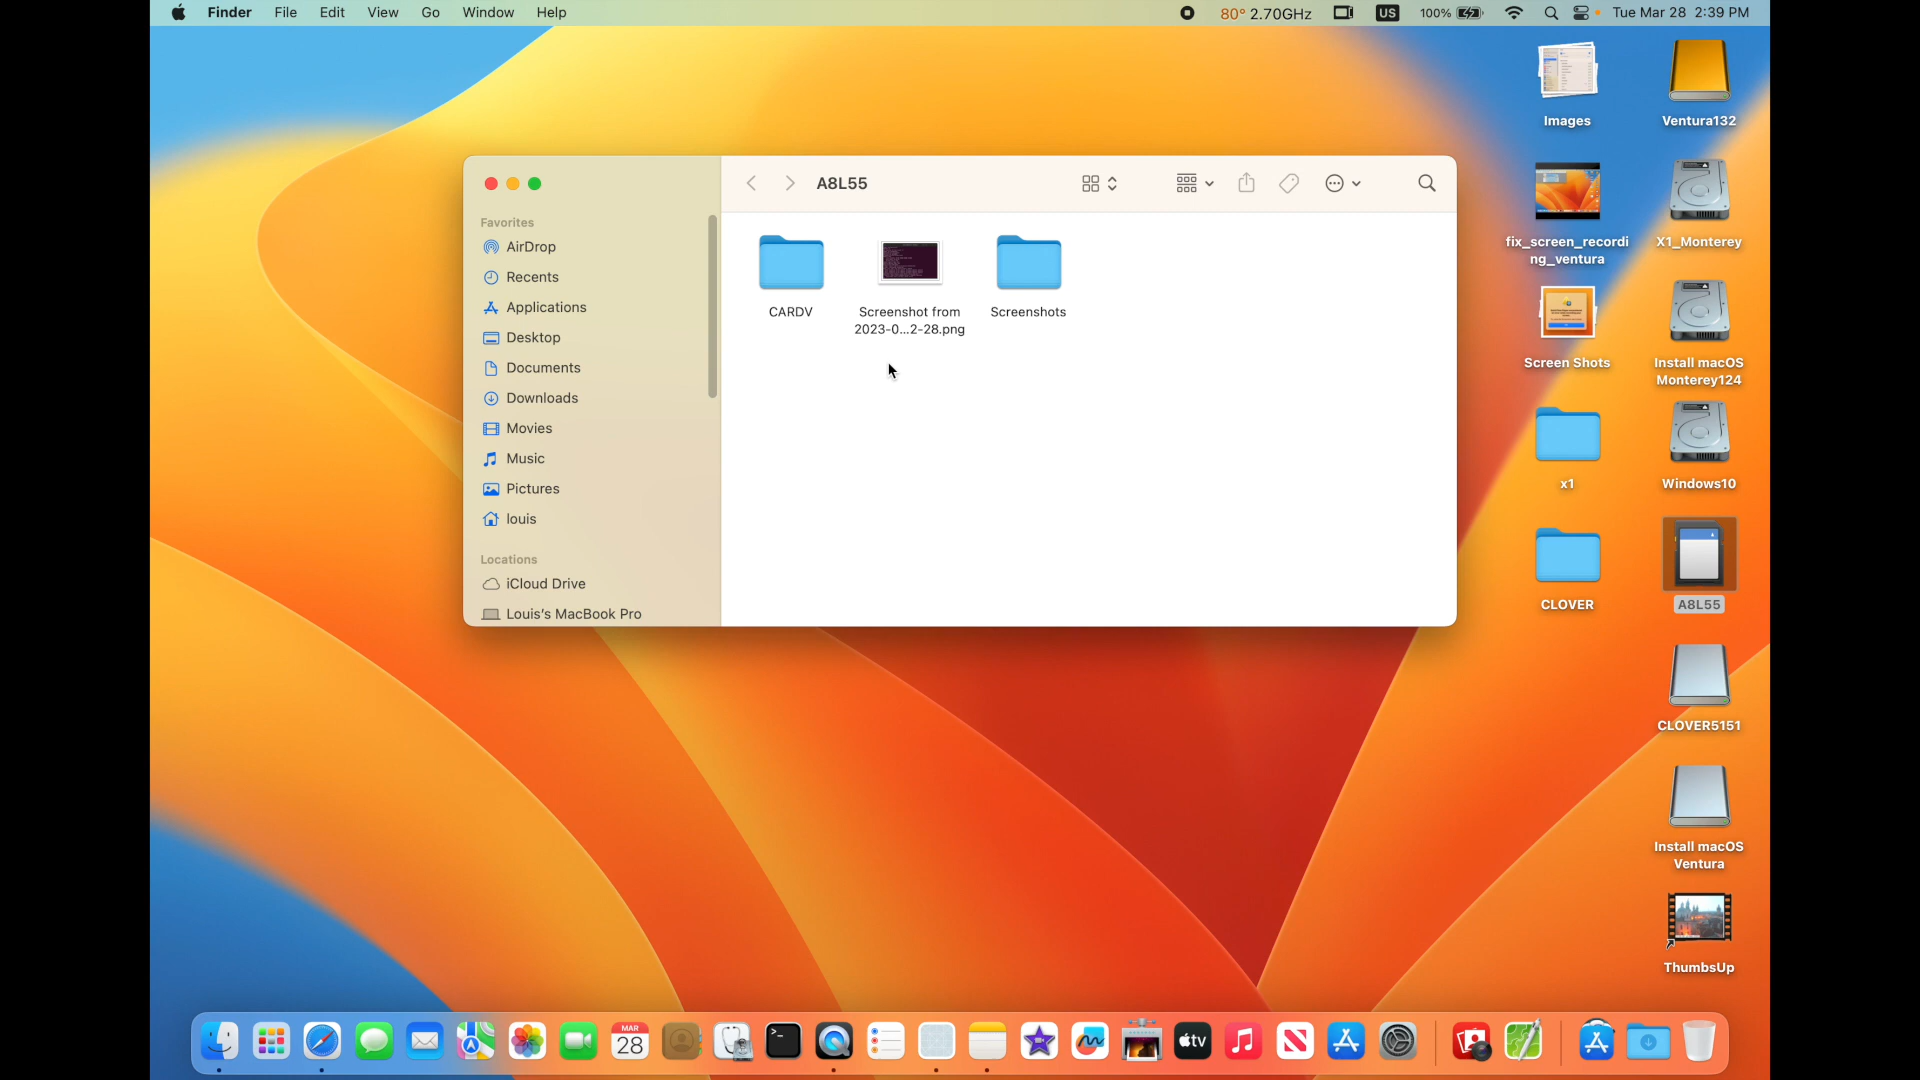 Finder File Edit View Go Window Help
80° 2.70GHz US 100% Tue Mar 28 2:39 PM
A8L55
Favorites
AirDrop
Recents
Applications
Desktop
Documents
Downloads
Movies
Music
Pictures
louis
Locations
iCloud Drive
Louis's MacBook Pro
CARDV
Screenshot from
2023-0...2-28.png
Screenshots
Images
fix_screen_recordi
ng_ventura
Screen Shots
x1
CLOVER
Ventura132
X1_Monterey
Install macOS
Monterey124
Windows10
A8L55
CLOVER5151
Install macOS
Ventura
ThumbsUp
MAR
28
tv